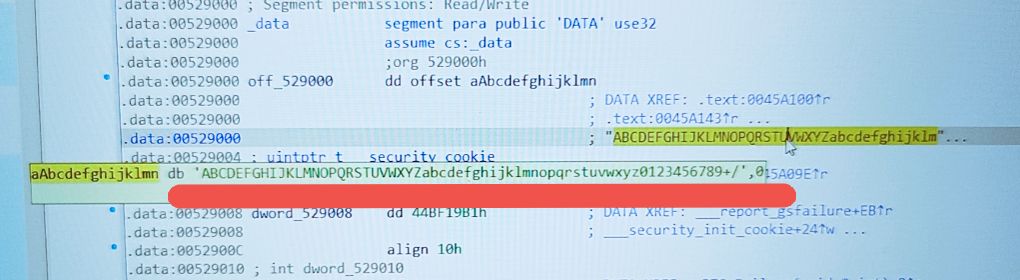 .data:00529000 ; Segment permissions: Read/Write
.data:00529000 _data segment para public 'DATA' use32
.data:00529000 assume cs:_data
.data:00529000 ;org 529000h
.data:00529000 off_529000 dd offset aAbcdefghijklmn
.data:00529000 ; DATA XREF: .text:0045A100↑r
.data:00529000 ; .text:0045A143↑r ...
.data:00529000 ; "ABCDEFGHIJKLMNOPQRSTUVWXYZabcdefghijklm"...
.data:00529004 ; uintptr_t __security_cookie
aAbcdefghijklmn db 'ABCDEFGHIJKLMNOPQRSTUVWXYZabcdefghijklmnopqrstuvwxyz0123456789+/',0
45A09E↑r
.data:00529008 dword_529008 dd 44BF19B1h ; DATA XREF: ___report_gsfailure+EB↑r
.data:00529008 ; ___security_init_cookie+24↑w ...
.data:0052900C align 10h
.data:00529010 ; int dword_529010